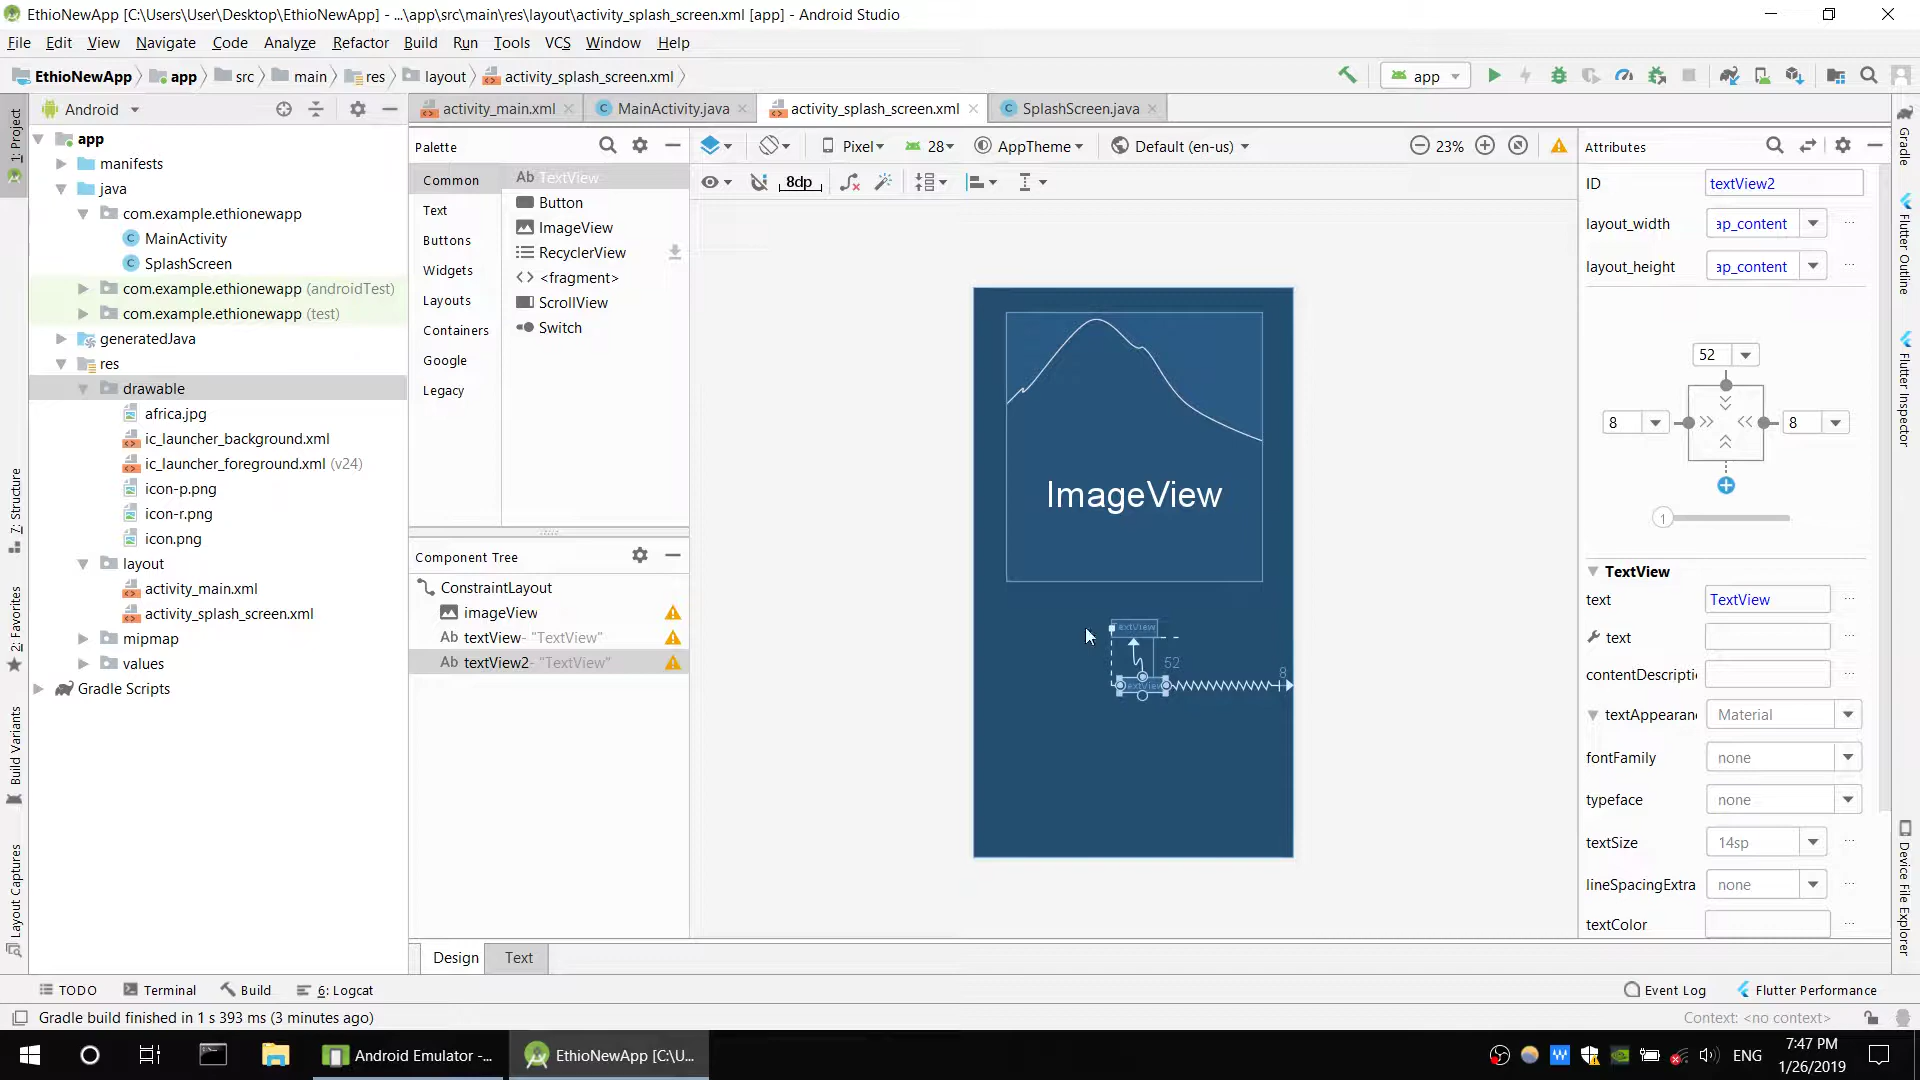 EthioNewApp [C:\Users\User\Desktop\EthioNewApp] - ...\app\src\main\res\layout\activity_splash_screen.xml [app] - Android Studio
File Edit View Navigate Code Analyze Refactor Build Run Tools VCS Window Help
EthioNewApp app src main res layout activity_splash_screen.xml
app
Android
activity_main.xml MainActivity.java activity_splash_screen.xml SplashScreen.java
1: Project
7: Structure
2: Favorites
Build Variants
Layout Captures
app
manifests
java
com.example.ethionewapp
MainActivity
SplashScreen
com.example.ethionewapp (androidTest)
com.example.ethionewapp (test)
generatedJava
res
drawable
africa.jpg
ic_launcher_background.xml
ic_launcher_foreground.xml (v24)
icon-p.png
icon-r.png
icon.png
layout
activity_main.xml
activity_splash_screen.xml
mipmap
values
Gradle Scripts
Palette
Common
Text
Buttons
Widgets
Layouts
Containers
Google
Legacy
Ab TextView
Button
ImageView
RecyclerView
<fragment>
ScrollView
Switch
Component Tree
ConstraintLayout
imageView
Ab textView- "TextView"
Ab textView2- "TextView"
Pixel 28 AppTheme Default (en-us) 23%
8dp
ImageView
TextView
52
8
Design Text
Attributes
ID textView2
layout_width ap_content
layout_height ap_content
52
8 8
1
TextView
text TextView
text
contentDescripti
textAppearan Material
fontFamily none
typeface none
textSize 14sp
lineSpacingExtra none
textColor
Gradle
Flutter Outline
Flutter Inspector
Device File Explorer
TODO Terminal Build 6: Logcat Event Log Flutter Performance
Gradle build finished in 1 s 393 ms (3 minutes ago) Context: <no context>
Android Emulator -... EthioNewApp [C:\U... ENG 7:47 PM
1/26/2019